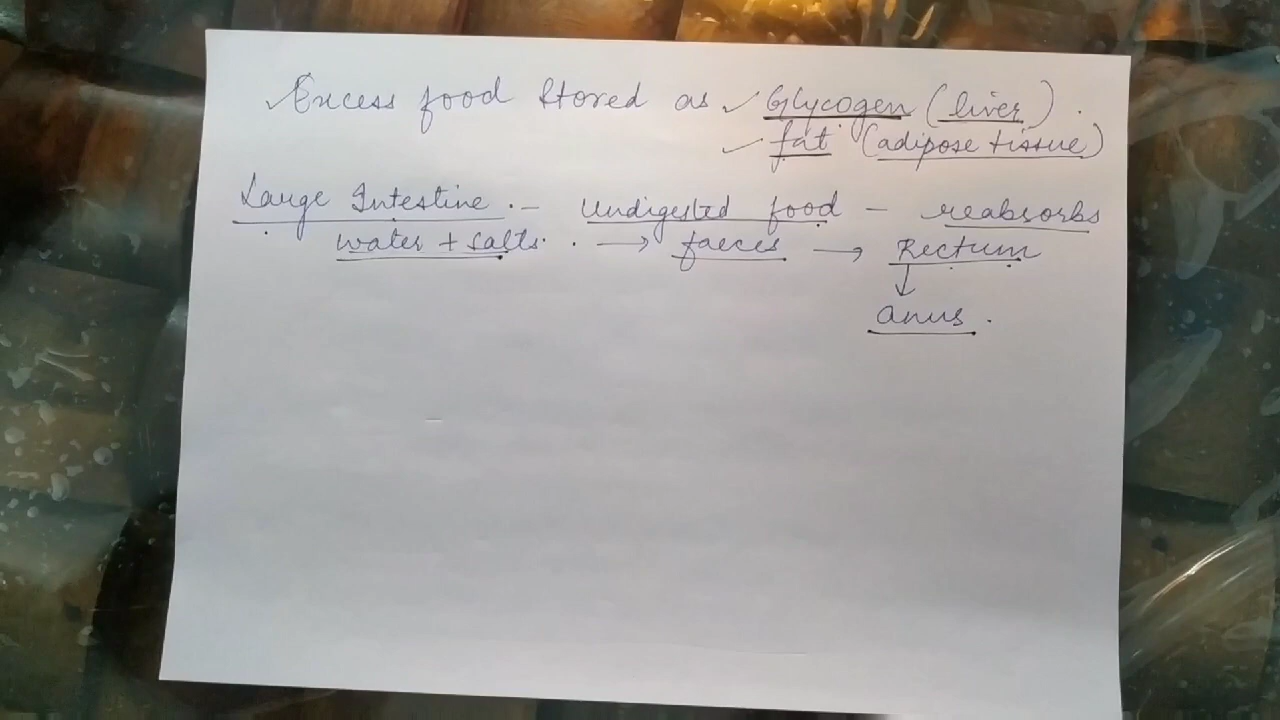 ✓Excess food stored as ✓ Glycogen (liver).
✓ fat (adipose tissue)
Large Intestine.– Undigested food – reabsorbs
water + salts. . → faeces → Rectum
↓
anus.